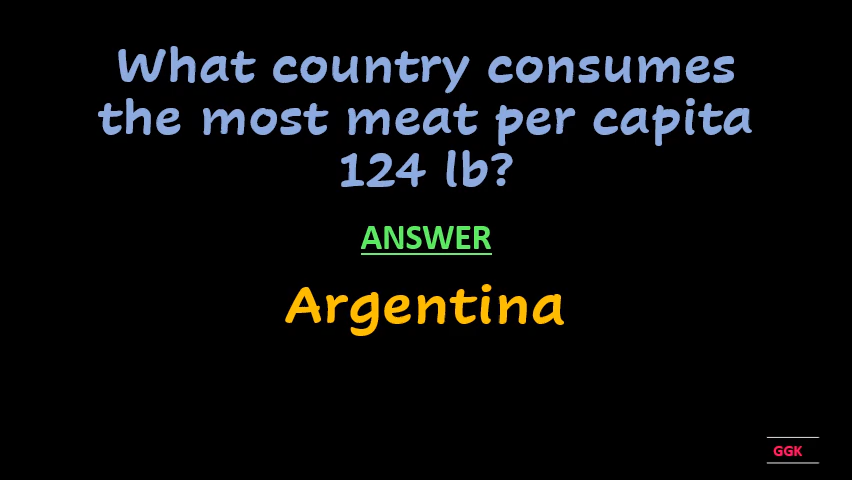 What country consumes
the most meat per capita
124 lb?
ANSWER
Argentina
GGK